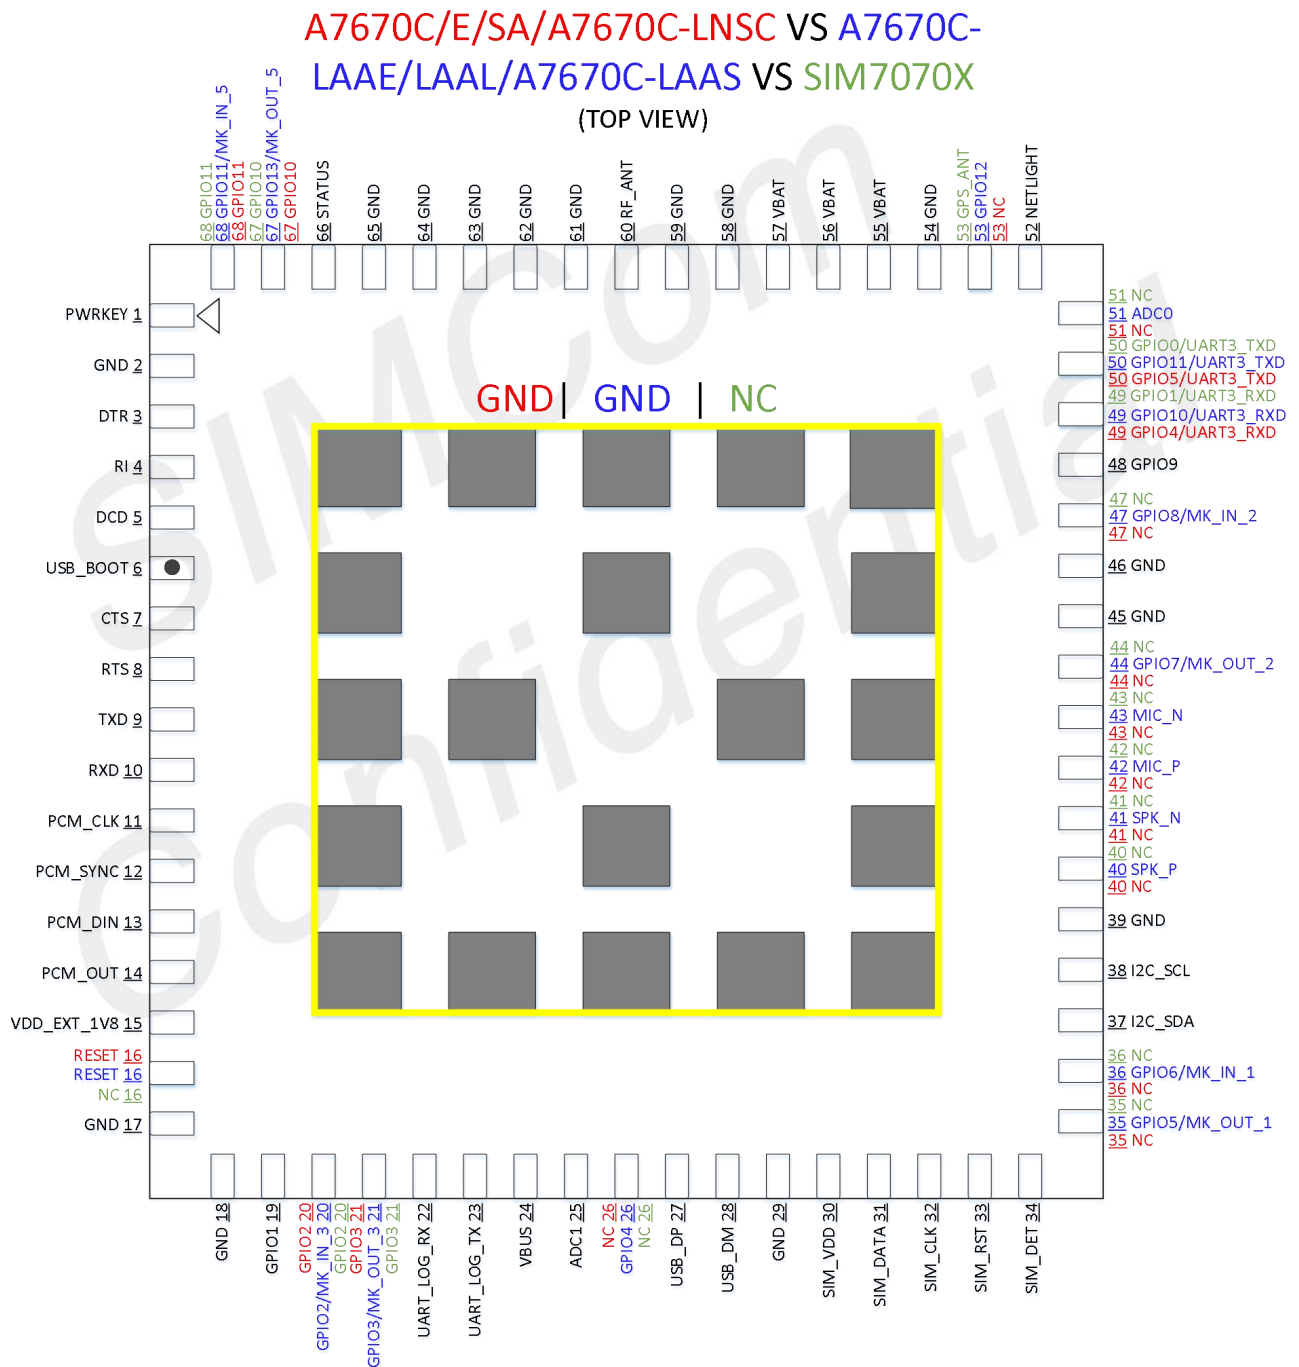 A7670C/E/SA/A7670C-LNSC VS A7670C-
LAAE/LAAL/A7670C-LAAS VS SIM7070X
(TOP VIEW)
68 GPIO11
68 GPIO11/MK_IN_5
68 GPIO11
67 GPIO10
67 GPIO13/MK_OUT_5
67 GPIO10
66 STATUS
65 GND
64 GND
63 GND
62 GND
61 GND
60 RF_ANT
59 GND
58 GND
57 VBAT
56 VBAT
55 VBAT
54 GND
53 GPS_ANT
53 GPIO12
53 NC
52 NETLIGHT
PWRKEY 1
GND 2
DTR 3
RI 4
DCD 5
USB_BOOT 6
CTS 7
RTS 8
TXD 9
RXD 10
PCM_CLK 11
PCM_SYNC 12
PCM_DIN 13
PCM_OUT 14
VDD_EXT_1V8 15
RESET 16
RESET 16
NC 16
GND 17
GND | GND | NC
SIMCom
Confidential
51 NC
51 ADC0
51 NC
50 GPIO0/UART3_TXD
50 GPIO11/UART3_TXD
50 GPIO5/UART3_TXD
49 GPIO1/UART3_RXD
49 GPIO10/UART3_RXD
49 GPIO4/UART3_RXD
48 GPIO9
47 NC
47 GPIO8/MK_IN_2
47 NC
46 GND
45 GND
44 NC
44 GPIO7/MK_OUT_2
44 NC
43 NC
43 MIC_N
43 NC
42 NC
42 MIC_P
42 NC
41 NC
41 SPK_N
41 NC
40 NC
40 SPK_P
40 NC
39 GND
38 I2C_SCL
37 I2C_SDA
36 NC
36 GPIO6/MK_IN_1
36 NC
35 NC
35 GPIO5/MK_OUT_1
35 NC
GND 18
GPIO1 19
GPIO2 20
GPIO2/MK_IN_3 20
GPIO2 20
GPIO3 21
GPIO3/MK_OUT_3 21
GPIO3 21
UART_LOG_RX 22
UART_LOG_TX 23
VBUS 24
ADC1 25
NC 26
GPIO4 26
NC 26
USB_DP 27
USB_DM 28
GND 29
SIM_VDD 30
SIM_DATA 31
SIM_CLK 32
SIM_RST 33
SIM_DET 34